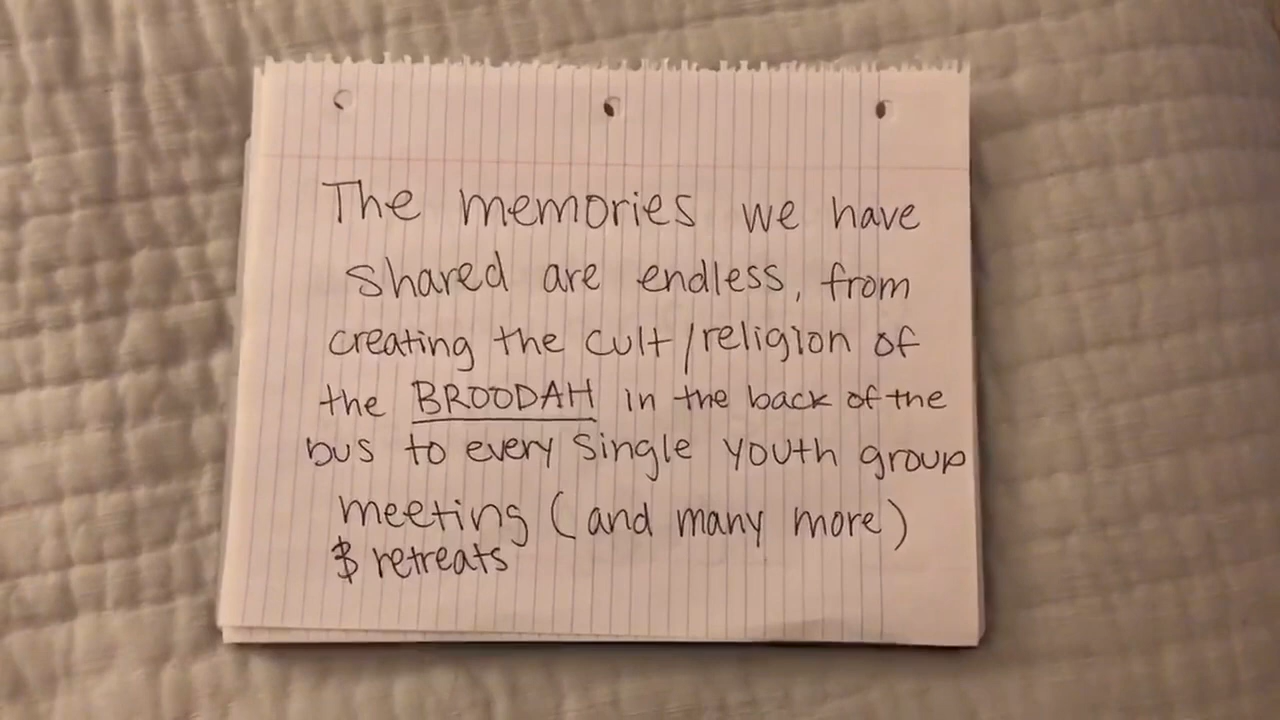 The memories we have
shared are endless, from
creating the cult/religion of
the BROODAH in the back of the
bus to every single youth group
meeting (and many more)
& retreats